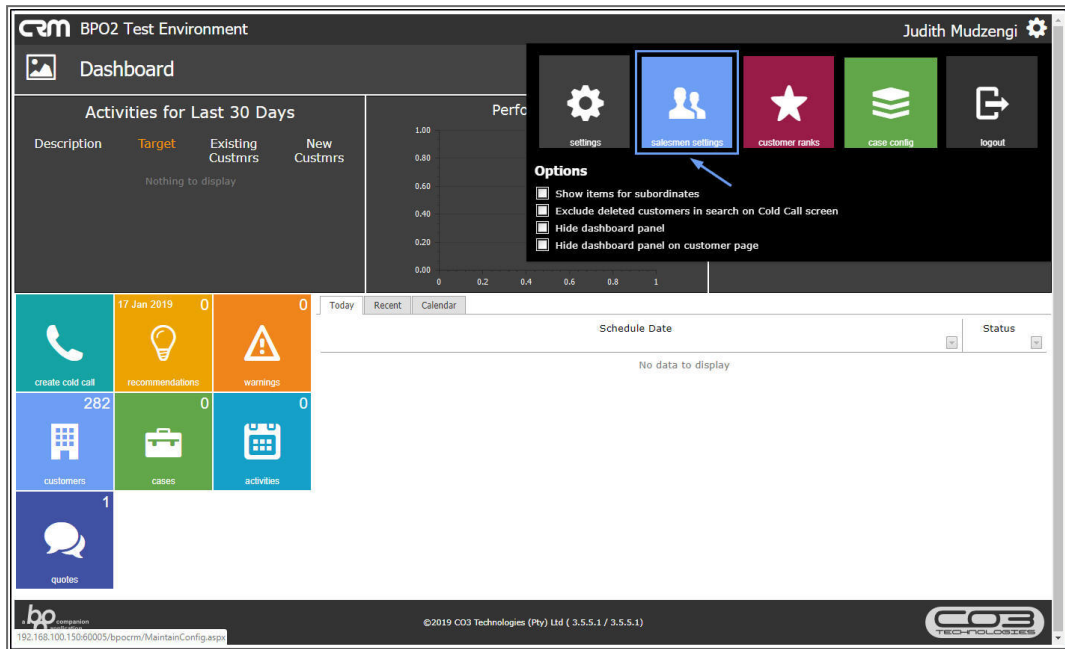 CRM BPO2 Test Environment
Judith Mudzengi
Dashboard
Activities for Last 30 Days
Description Target Existing Custmrs New Custmrs
Nothing to display
Perfo
1.00
0.80
0.60
0.40
0.20
0.00
0 0.2 0.4 0.6 0.8 1
settings salesmen settings customer ranks case config logout
Options
Show items for subordinates
Exclude deleted customers in search on Cold Call screen
Hide dashboard panel
Hide dashboard panel on customer page
create cold call
17 Jan 2019 0
recommendations
0
warnings
282
customers
0
cases
0
activities
1
quotes
Today Recent Calendar
Schedule Date Status
No data to display
a bpo companion application
192.168.100.150:60005/bpocrm/MaintainConfig.aspx
©2019 CO3 Technologies (Pty) Ltd ( 3.5.5.1 / 3.5.5.1)
CO3
TECHNOLOGIES